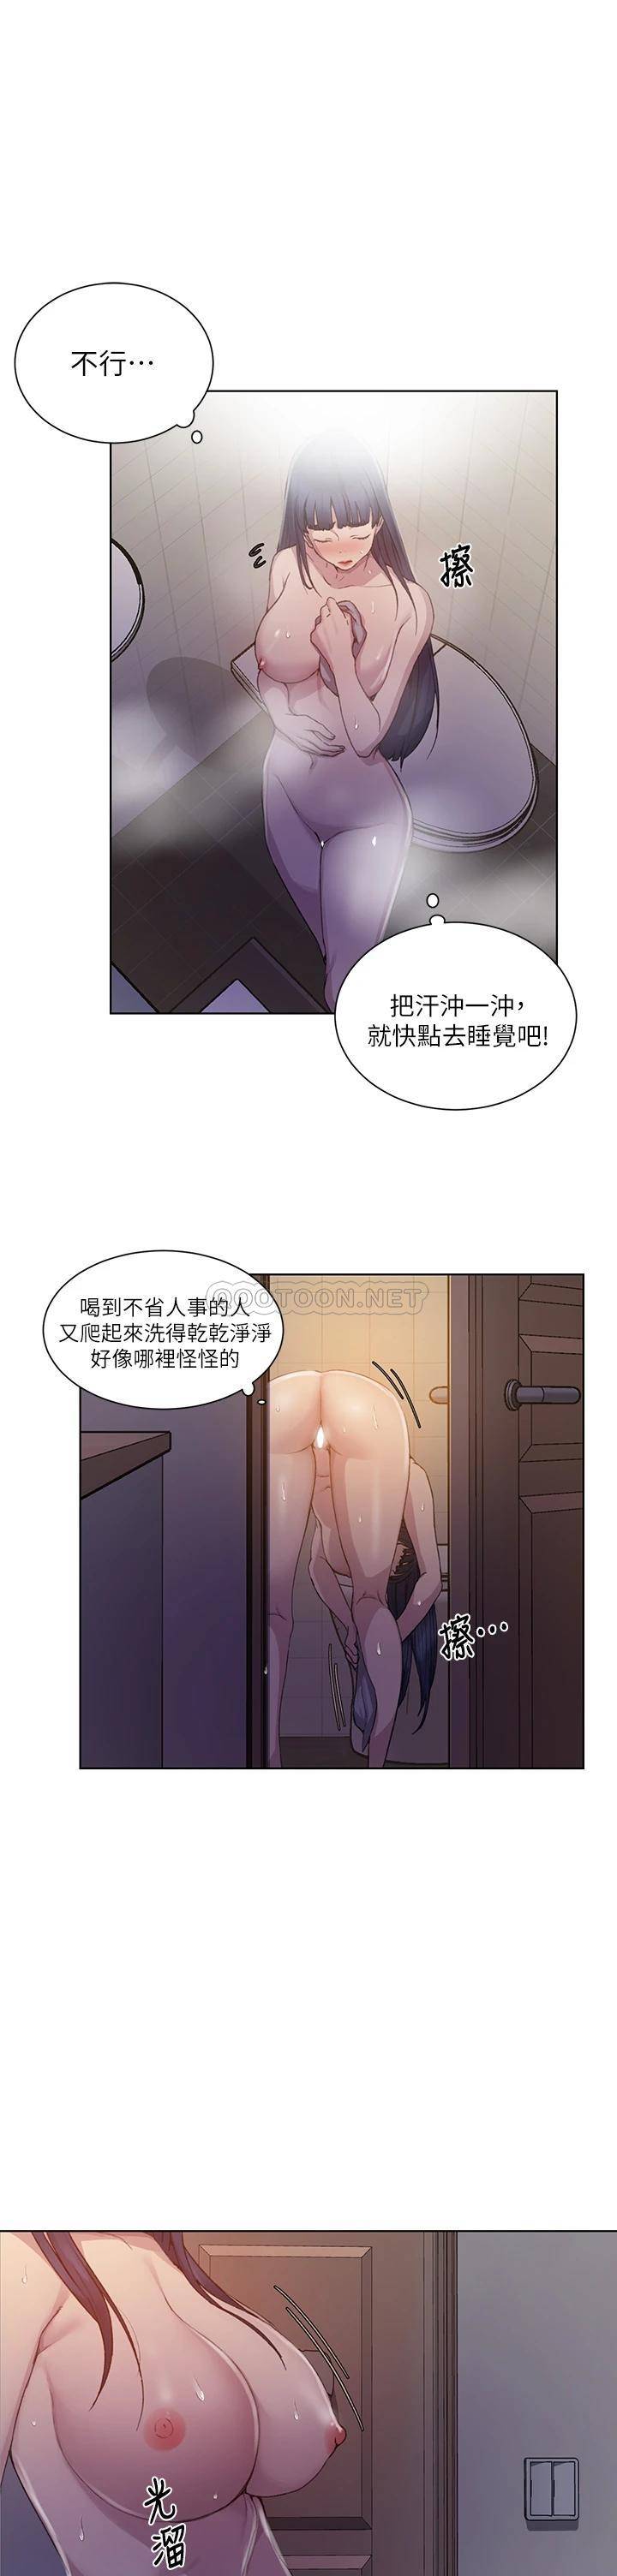 不行…
擦
把汗沖一沖,
就快點去睡覺吧!
TOPTOON.NET
喝到不省人事的人
又爬起來洗得乾乾淨淨
好像哪裡怪怪的
擦…
光
溜